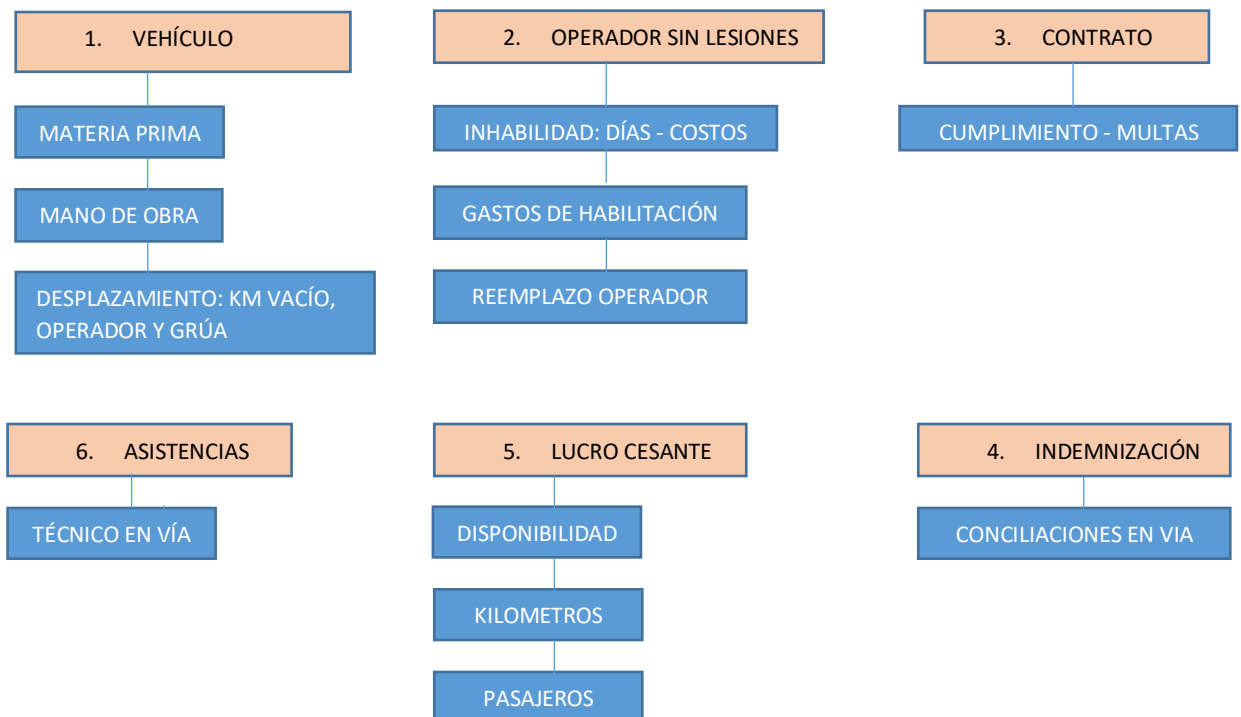 1. VEHÍCULO
MATERIA PRIMA
MANO DE OBRA
DESPLAZAMIENTO: KM VACÍO,
OPERADOR Y GRÚA
2. OPERADOR SIN LESIONES
INHABILIDAD: DÍAS - COSTOS
GASTOS DE HABILITACIÓN
REEMPLAZO OPERADOR
3. CONTRATO
CUMPLIMIENTO - MULTAS
6. ASISTENCIAS
TÉCNICO EN VÍA
5. LUCRO CESANTE
DISPONIBILIDAD
KILOMETROS
PASAJEROS
4. INDEMNIZACIÓN
CONCILIACIONES EN VIA